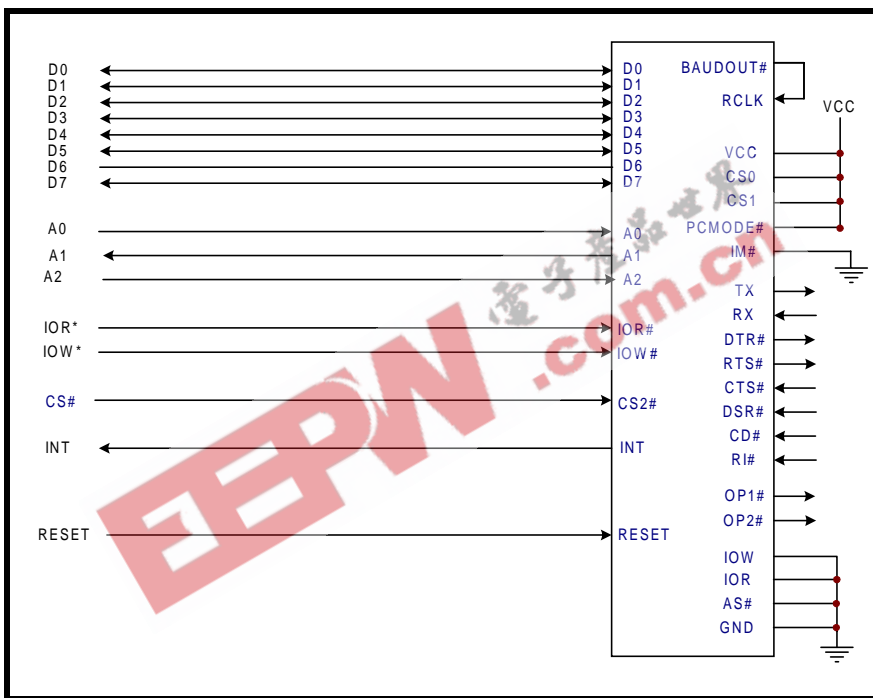 D0
D1
D2
D3
D4
D5
D6
D7
A0
A1
A2
IOR*
IOW*
CS#
INT
RESET
D0
D1
D2
D3
D4
D5
D6
D7
A0
A1
A2
IOR#
IOW#
CS2#
INT
RESET
BAUDOUT#
RCLK
VCC
CS0
CS1
PCMODE#
IM#
TX
RX
DTR#
RTS#
CTS#
DSR#
CD#
RI#
OP1#
OP2#
IOW
IOR
AS#
GND
VCC
電子產品世界
EEPW
.com.cn